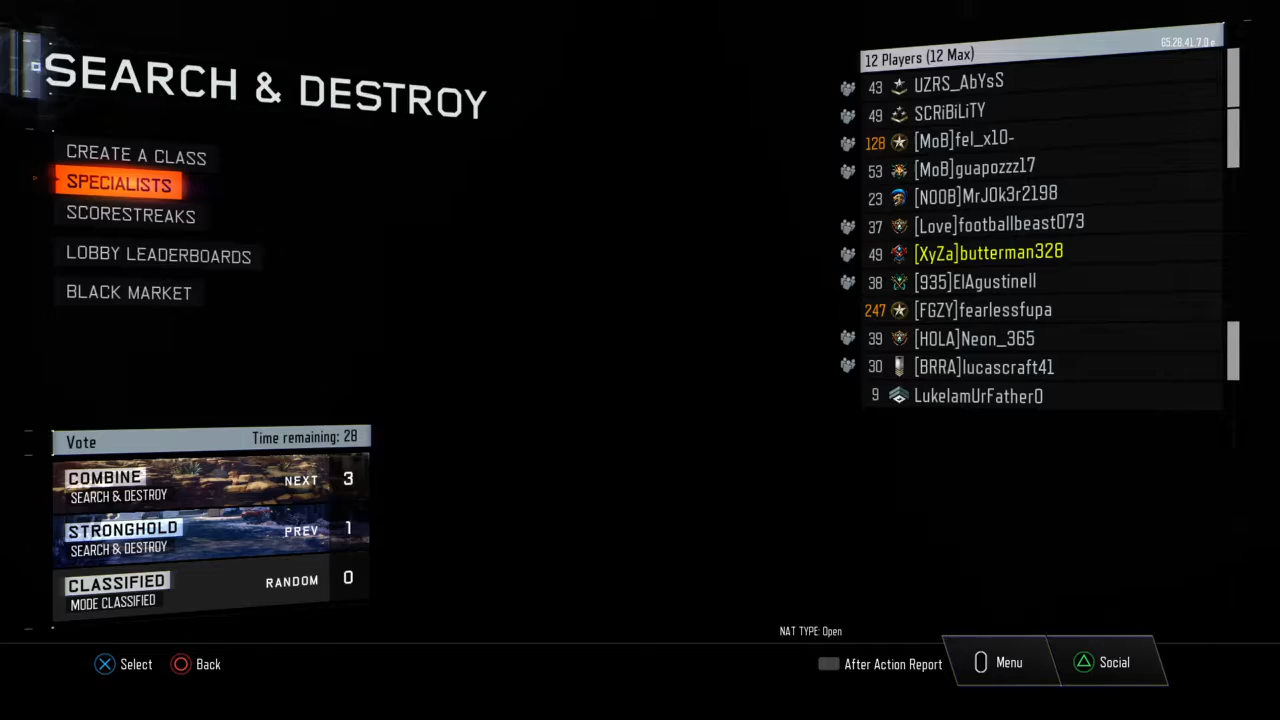 SEARCH & DESTROY
CREATE A CLASS
SPECIALISTS
SCORESTREAKS
LOBBY LEADERBOARDS
BLACK MARKET
12 Players (12 Max)
43 UZRS_AbYsS
49 SCRiBiLiTY
128 [MoB]fel_x10-
53 [MoB]guapozzz17
23 [N00B]MrJ0k3r2198
37 [Love]footballbeast073
49 [XyZa]butterman328
38 [935]ElAgustinell
247 [FGZY]fearlessfupa
39 [HOLA]Neon_365
30 [BRRA]lucascraft41
9 LukeIamUrFather0
Vote Time remaining: 28
COMBINE NEXT 3
SEARCH & DESTROY
STRONGHOLD PREV 1
SEARCH & DESTROY
CLASSIFIED RANDOM 0
MODE CLASSIFIED
NAT TYPE: Open
Select Back After Action Report Menu Social